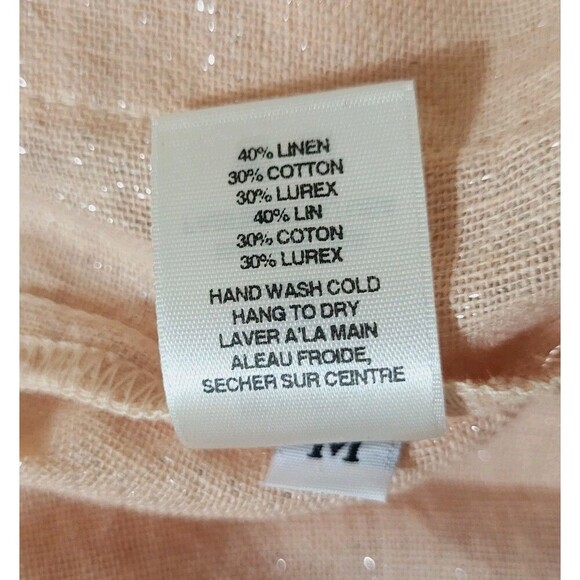 40% LINEN
30% COTTON
30% LUREX
40% LIN
30% COTON
30% LUREX
HAND WASH COLD
HANG TO DRY
LAVER A'LA MAIN
ALEAU FROIDE,
SECHER SUR CEINTRE
M